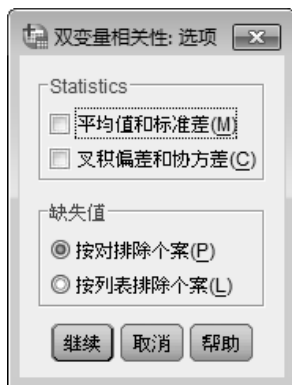 双变量相关性: 选项
Statistics
平均值和标准差(M)
叉积偏差和协方差(C)
缺失值
按对排除个案(P)
按列表排除个案(L)
继续 取消 帮助